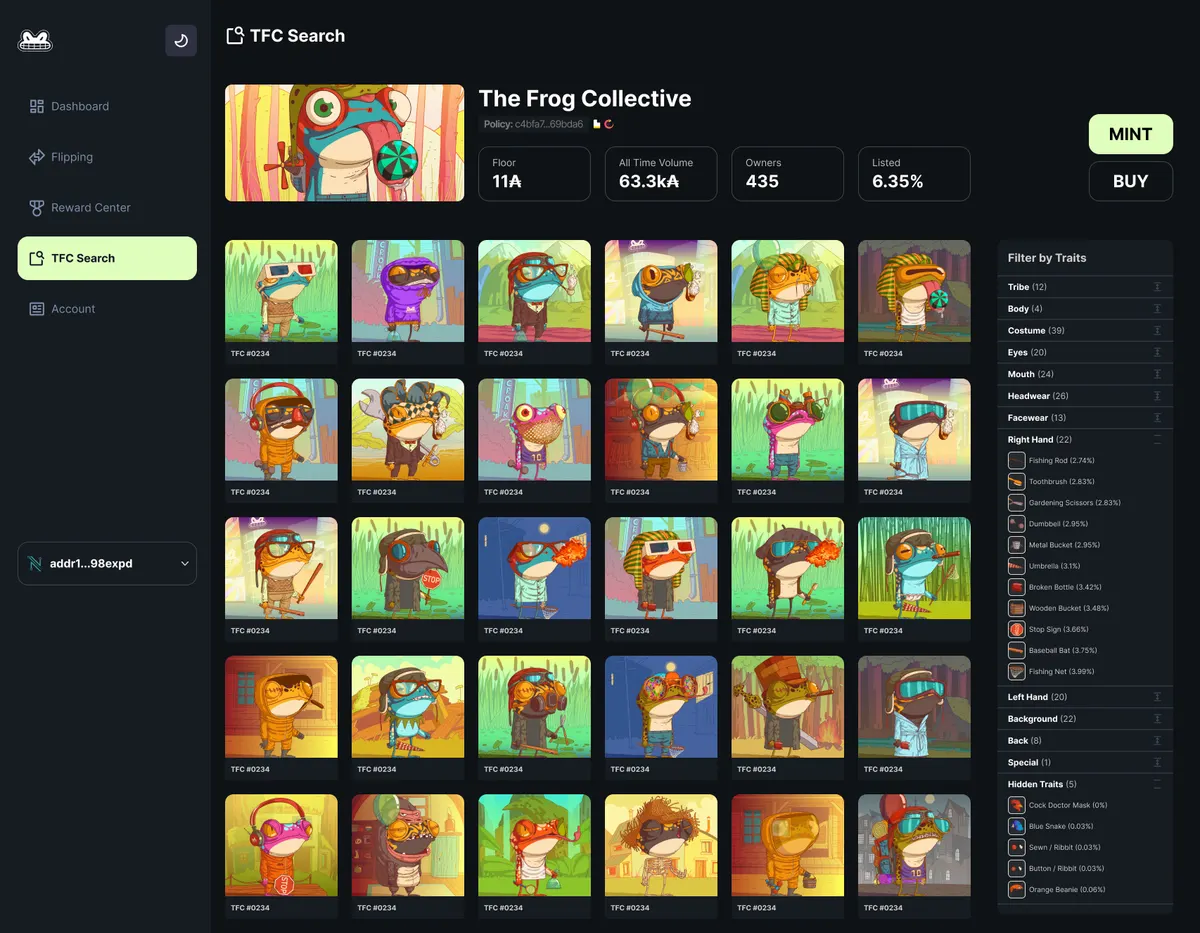 TFC Search
Dashboard
Flipping
Reward Center
TFC Search
Account
addr1...98expd
The Frog Collective
Policy: c4bfa7...69bda6
Floor
11₳
All Time Volume
63.3k₳
Owners
435
Listed
6.35%
MINT
BUY
TFC #0234
TFC #0234
TFC #0234
TFC #0234
TFC #0234
TFC #0234
TFC #0234
TFC #0234
10
TFC #0234
TFC #0234
TFC #0234
TFC #0234
TFC #0234
STOP
TFC #0234
TFC #0234
TFC #0234
TFC #0234
TFC #0234
TFC #0234
TFC #0234
TFC #0234
TFC #0234
TFC #0234
TFC #0234
STOP
TFC #0234
TFC #0234
TFC #0234
TFC #0234
TFC #0234
10
TFC #0234
Filter by Traits
Tribe (12)
Body (4)
Costume (39)
Eyes (20)
Mouth (24)
Headwear (26)
Facewear (13)
Right Hand (22)
Fishing Rod (2.74%)
Toothbrush (2.83%)
Gardening Scissors (2.83%)
Dumbbell (2.95%)
Metal Bucket (2.95%)
Umbrella (3.1%)
Broken Bottle (3.42%)
Wooden Bucket (3.48%)
Stop Sign (3.66%)
Baseball Bat (3.75%)
Fishing Net (3.99%)
Left Hand (20)
Background (22)
Back (8)
Special (1)
Hidden Traits (5)
Cock Doctor Mask (0%)
Blue Snake (0.03%)
Sewn / Ribbit (0.03%)
Button / Ribbit (0.03%)
Orange Beanie (0.06%)